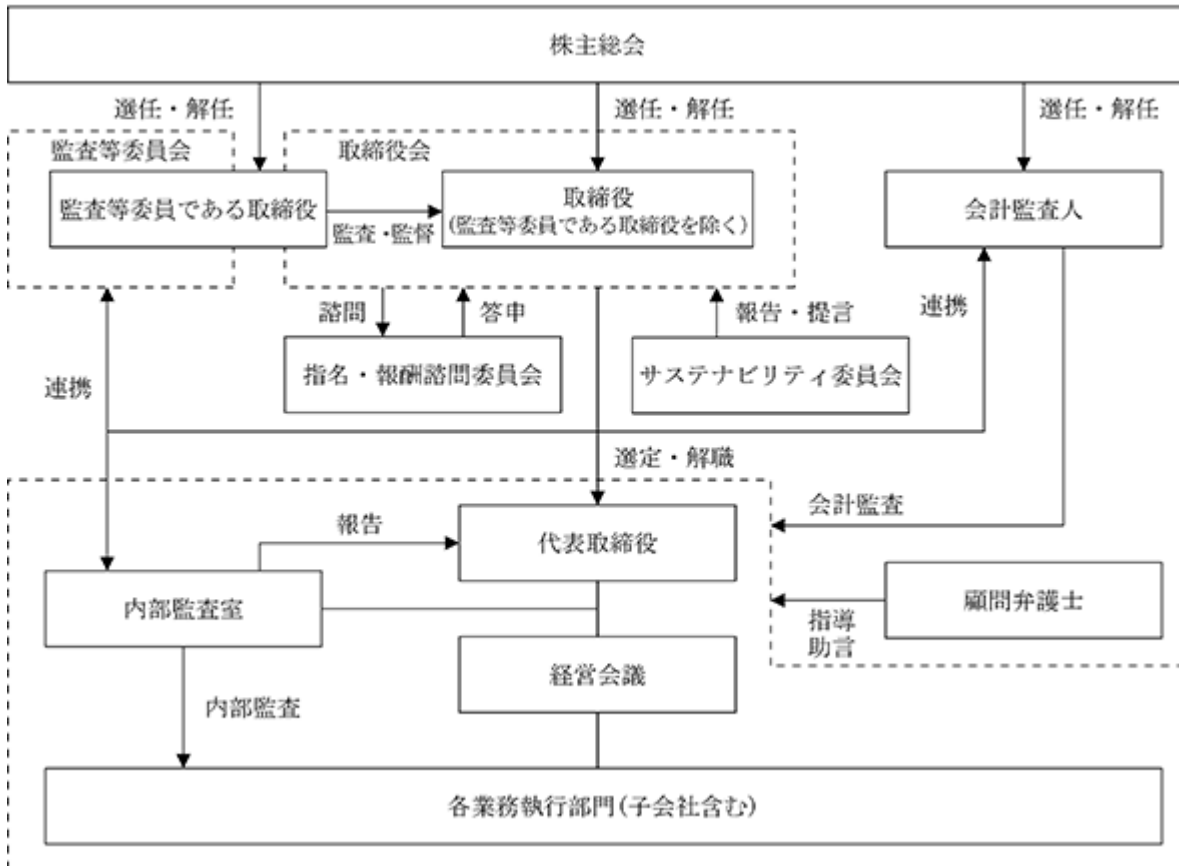 株主総会
選任・解任
選任・解任
選任・解任
監査等委員会
取締役会
監査等委員である取締役
監査・監督
取締役
(監査等委員である取締役を除く)
会計監査人
諮問
答申
報告・提言
連携
指名・報酬諮問委員会
サステナビリティ委員会
連携
選定・解職
会計監査
報告
代表取締役
内部監査室
顧問弁護士
指導
助言
経営会議
内部監査
各業務執行部門(子会社含む)